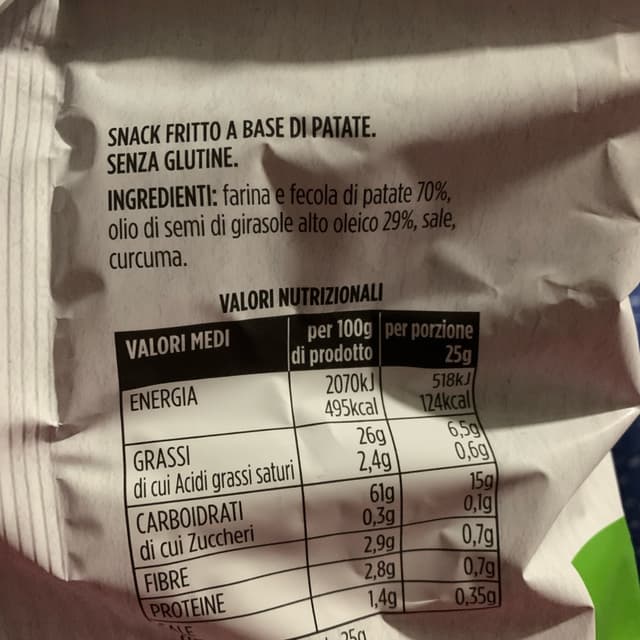 SNACK FRITTO A BASE DI PATATE.
SENZA GLUTINE.
INGREDIENTI: farina e fecola di patate 70%,
olio di semi di girasole alto oleico 29%, sale,
curcuma.
VALORI NUTRIZIONALI
VALORI MEDI per 100g di prodotto per porzione 25g
ENERGIA 2070kJ 518kJ
495kcal 124kcal
GRASSI 26g 6,5g
di cui Acidi grassi saturi 2,4g 0,6g
CARBOIDRATI 61g 15g
di cui Zuccheri 0,3g 0,1g
FIBRE 2,9g 0,7g
PROTEINE 2,8g 0,7g
1,4g 0,35g
25g